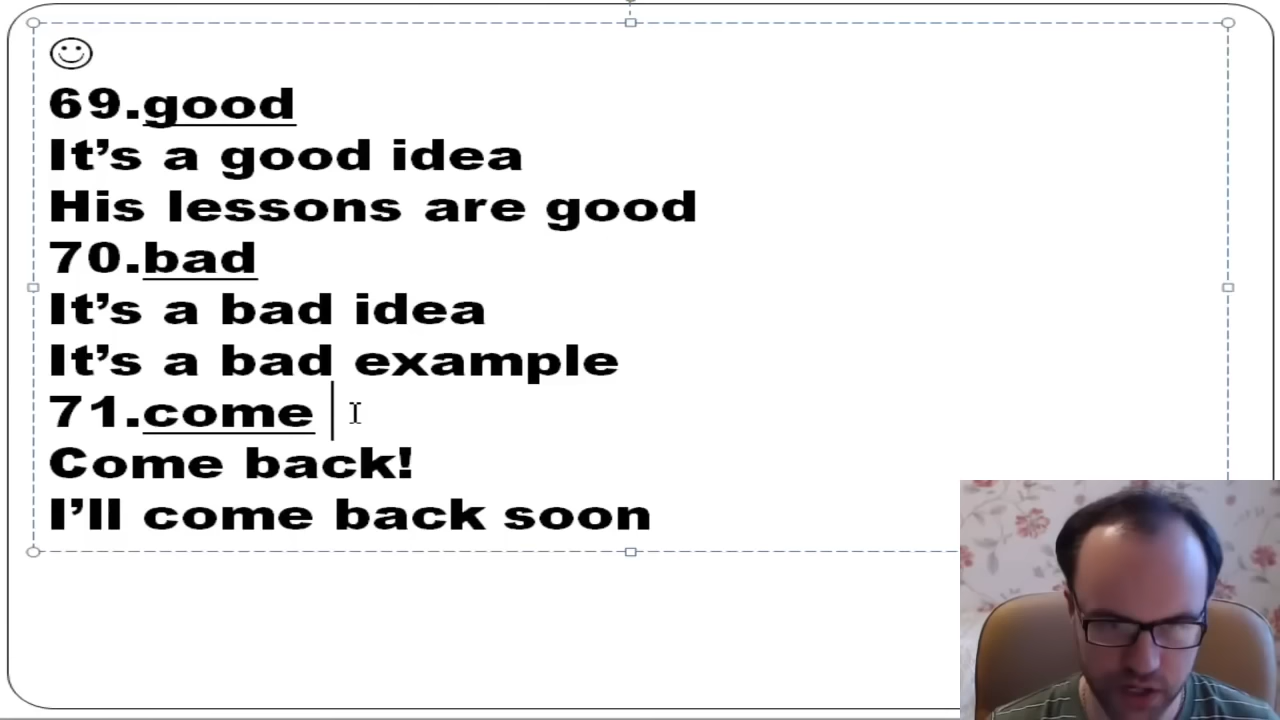 69.good
It’s a good idea
His lessons are good
70.bad
It’s a bad idea
It’s a bad example
71.come
Come back!
I’ll come back soon